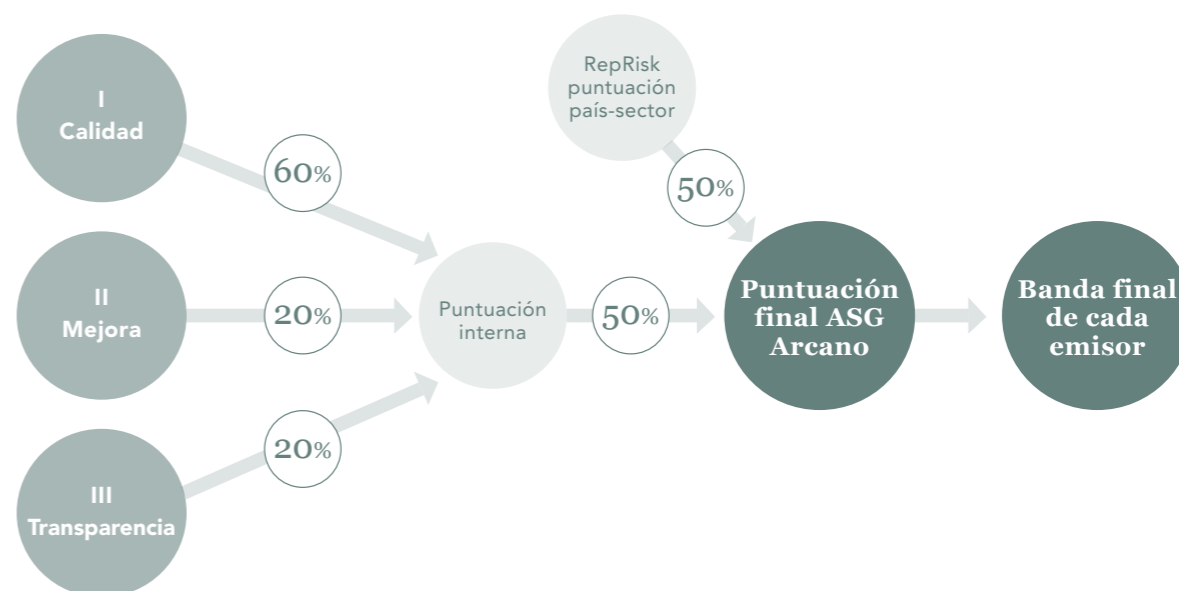 I
Calidad
60%
II
Mejora
20%
III
Transparencia
20%
Puntuación
interna
50%
RepRisk
puntuación
país-sector
50%
Puntuación
final ASG
Arcano
Banda final
de cada
emisor